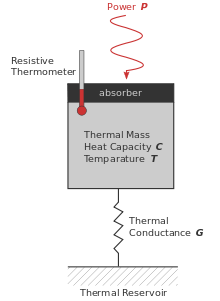 Power P
Resistive
Thermometer
absorber
Thermal Mass
Heat Capacity C
Temparature T
Thermal
Conductance G
Thermal Reservoir